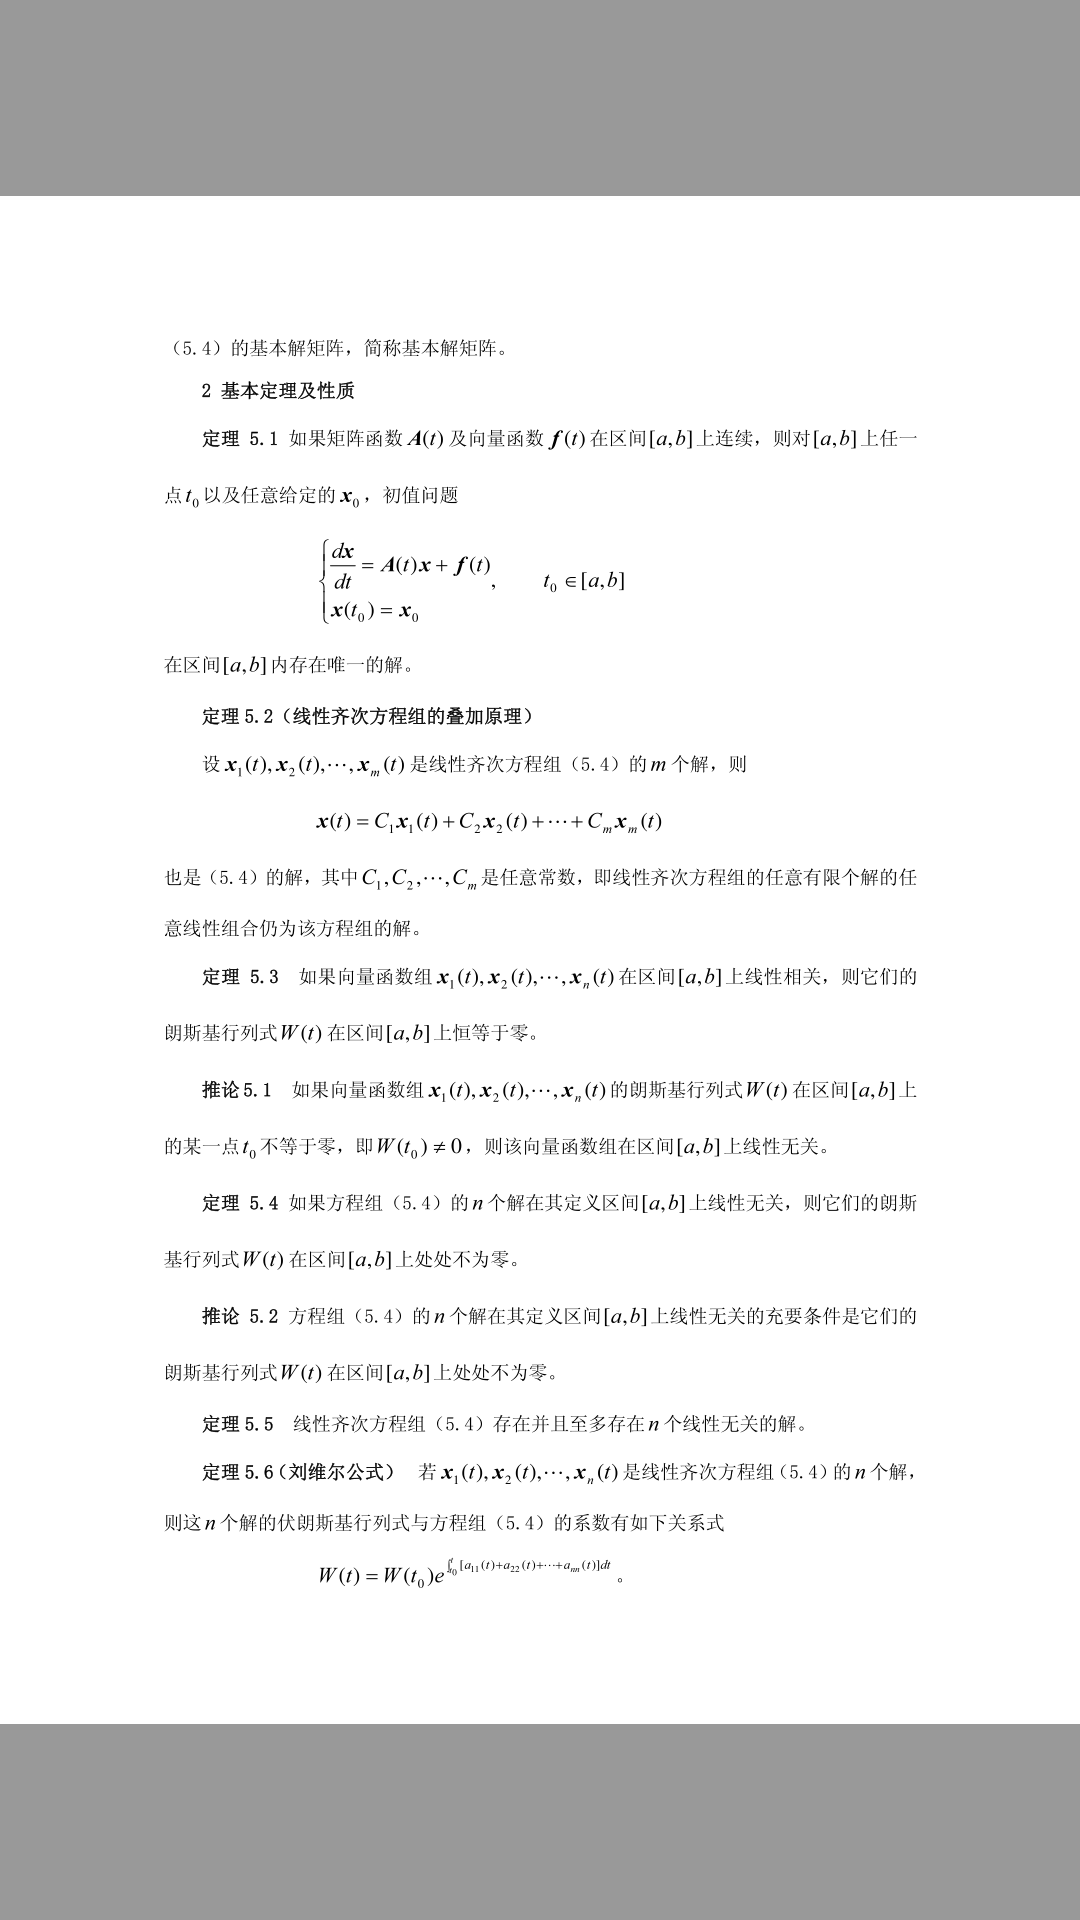 （5.4）的基本解矩阵，简称基本解矩阵。
2 基本定理及性质
定理 5.1 如果矩阵函数 A(t) 及向量函数 f(t) 在区间[a,b]上连续，则对[a,b]上任一
点 t₀ 以及任意给定的 x₀，初值问题
{ dx/dt = A(t)x + f(t)
x(t₀) = x₀ , t₀ ∈[a,b]
在区间[a,b]内存在唯一的解。
定理 5.2（线性齐次方程组的叠加原理）
设 x₁(t), x₂(t),⋯, xₘ(t) 是线性齐次方程组（5.4）的 m 个解，则
x(t) = C₁x₁(t) + C₂x₂(t) + ⋯ + Cₘxₘ(t)
也是（5.4）的解，其中 C₁,C₂,⋯,Cₘ 是任意常数，即线性齐次方程组的任意有限个解的任
意线性组合仍为该方程组的解。
定理 5.3 如果向量函数组 x₁(t), x₂(t),⋯, xₙ(t) 在区间[a,b]上线性相关，则它们的
朗斯基行列式W(t) 在区间[a,b]上恒等于零。
推论 5.1 如果向量函数组 x₁(t), x₂(t),⋯, xₙ(t) 的朗斯基行列式W(t) 在区间[a,b]上
的某一点 t₀ 不等于零，即W(t₀) ≠ 0，则该向量函数组在区间[a,b]上线性无关。
定理 5.4 如果方程组（5.4）的 n 个解在其定义区间[a,b]上线性无关，则它们的朗斯
基行列式W(t) 在区间[a,b]上处处不为零。
推论 5.2 方程组（5.4）的 n 个解在其定义区间[a,b]上线性无关的充要条件是它们的
朗斯基行列式W(t) 在区间[a,b]上处处不为零。
定理 5.5 线性齐次方程组（5.4）存在并且至多存在 n 个线性无关的解。
定理 5.6（刘维尔公式） 若 x₁(t), x₂(t),⋯, xₙ(t) 是线性齐次方程组（5.4）的 n 个解，
则这 n 个解的伏朗斯基行列式与方程组（5.4）的系数有如下关系式
W(t) = W(t₀)e^{∫_{t₀}^{t}[a₁₁(t)+a₂₂(t)+⋯+aₙₙ(t)]dt}。